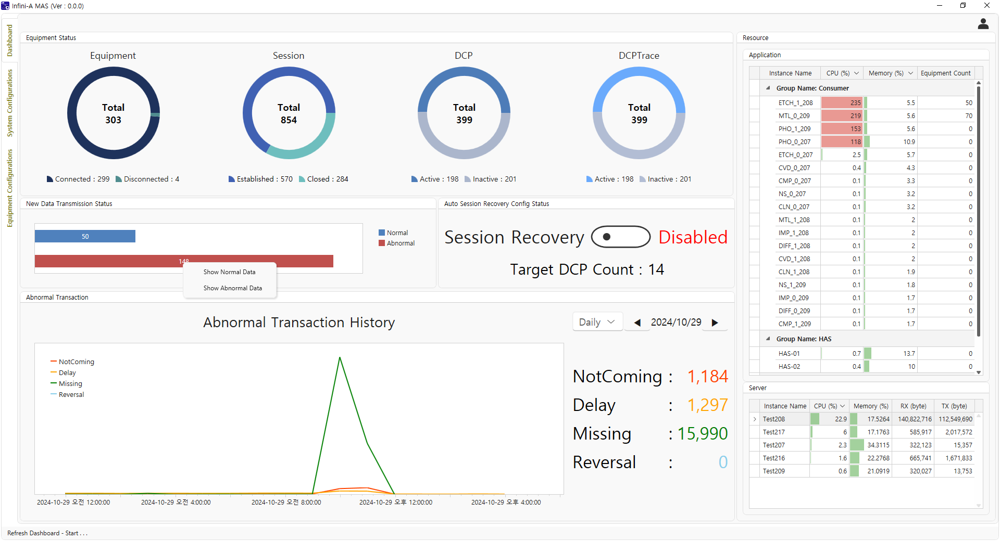 Infini-A MAS (Ver : 0.0.0)
Dashboard
System Configurations
Equipment Configurations
Equipment Status
Equipment
Total
303
Connected : 299 Disconnected : 4
Session
Total
854
Established : 570 Closed : 284
DCP
Total
399
Active : 198 Inactive : 201
DCPTrace
Total
399
Active : 198 Inactive : 201
New Data Transmission Status
50
148
Normal
Abnormal
Show Normal Data
Show Abnormal Data
Auto Session Recovery Config Status
Session Recovery Disabled
Target DCP Count : 14
Abnormal Transaction
Abnormal Transaction History
Daily 2024/10/29
NotComing
Delay
Missing
Reversal
2024-10-29 오전 12:00:00 2024-10-29 오전 4:00:00 2024-10-29 오전 8:00:00 2024-10-29 오후 12:00:00 2024-10-29 오후 4:00:00
NotComing : 1,184
Delay : 1,297
Missing : 15,990
Reversal : 0
Resource
Application
Instance Name CPU (%) Memory (%) Equipment Count
Group Name: Consumer
ETCH_1_208 235 5.5 50
MTL_0_209 219 5.6 70
PHO_1_209 153 5.6 0
PHO_0_207 118 10.9 0
ETCH_0_207 2.5 5.7 0
CVD_0_207 0.4 4.3 0
CMP_0_207 0.1 3.3 0
NS_0_207 0.1 3.2 0
CLN_0_207 0.1 3.2 0
MTL_1_208 0.1 2 0
IMP_1_208 0.1 2 0
DIFF_1_208 0.1 2 0
CVD_1_208 0.1 2 0
CLN_1_208 0.1 1.9 0
NS_1_209 0.1 1.8 0
IMP_0_209 0.1 1.7 0
DIFF_0_209 0.1 1.7 0
CMP_1_209 0.1 1.7 0
Group Name: HAS
HAS-01 0.7 13.7 0
HAS-02 0.4 10 0
Server
Instance Name CPU (%) Memory (%) RX (byte) TX (byte)
Test208 22.9 17.5264 140,822,716 112,549,690
Test217 6 17.1763 585,917 2,017,572
Test207 2.3 34.3115 322,123 15,357
Test216 1.6 22.2768 665,741 1,671,833
Test209 0.6 21.0919 320,027 13,753
Refresh Dashboard - Start . . .